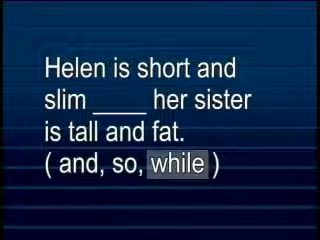 Helen is short and
slim ____ her sister
is tall and fat.
( and, so, while )